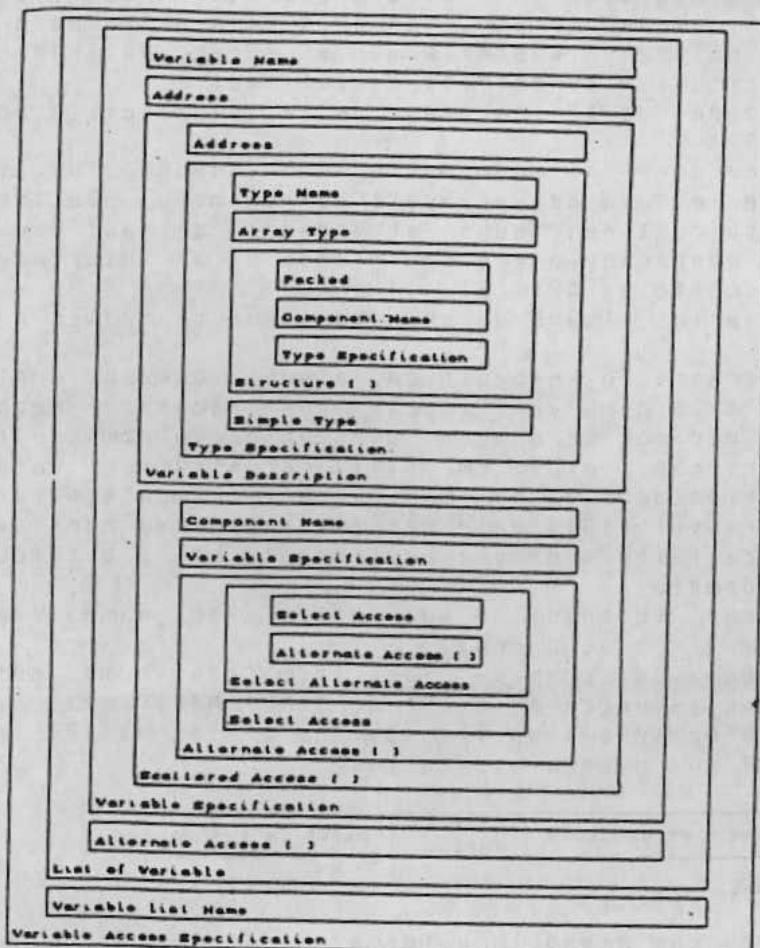 Variable Name
Address
Address
Type Name
Array Type
Packed
Component Name
Type Specification
Structure ( )
Simple Type
Type Specification
Variable Description
Component Name
Variable Specification
Select Access
Alternate Access ( )
Select Alternate Access
Select Access
Alternate Access ( )
Scattered Access ( )
Variable Specification
Alternate Access ( )
List of Variable
Variable list Name
Variable Access Specification